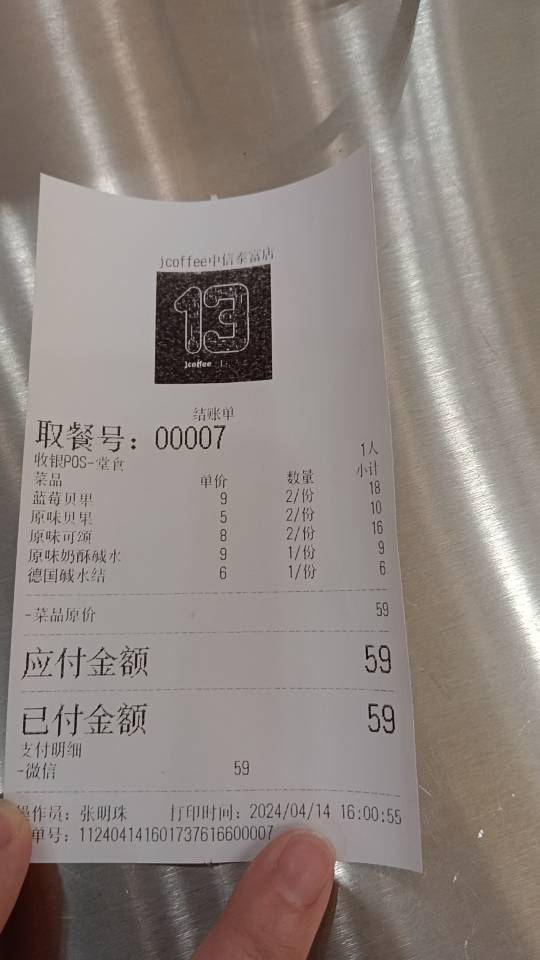 jcoffee中信泰富店
13
jcoffee
结账单
取餐号：00007
收银POS-堂食 1人
菜品 单价 数量 小计
蓝莓贝果 9 2/份 18
原味贝果 5 2/份 10
原味可颂 8 2/份 16
原味奶酥碱水 9 1/份 9
德国碱水结 6 1/份 6
-菜品原价 59
应付金额 59
已付金额 59
支付明细
-微信 59
操作员：张明珠 打印时间：2024/04/14 16:00:55
单号：112404141601737616600007